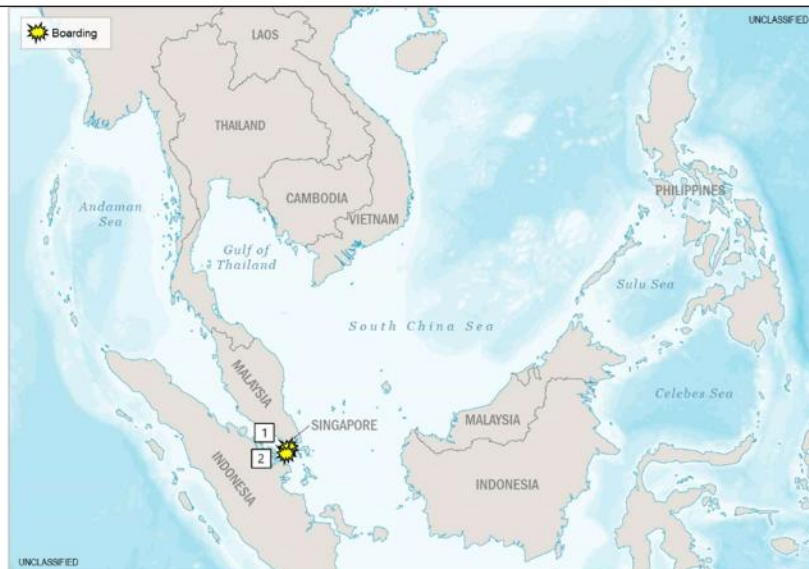 Boarding
UNCLASSIFIED
LAOS
THAILAND
Andaman
Sea
CAMBODIA
VIETNAM
PHILIPPINES
Gulf of
Thailand
Sulu Sea
South China Sea
MALAYSIA
Celebes Sea
MALAYSIA
SINGAPORE
1
2
INDONESIA
INDONESIA
UNCLASSIFIED